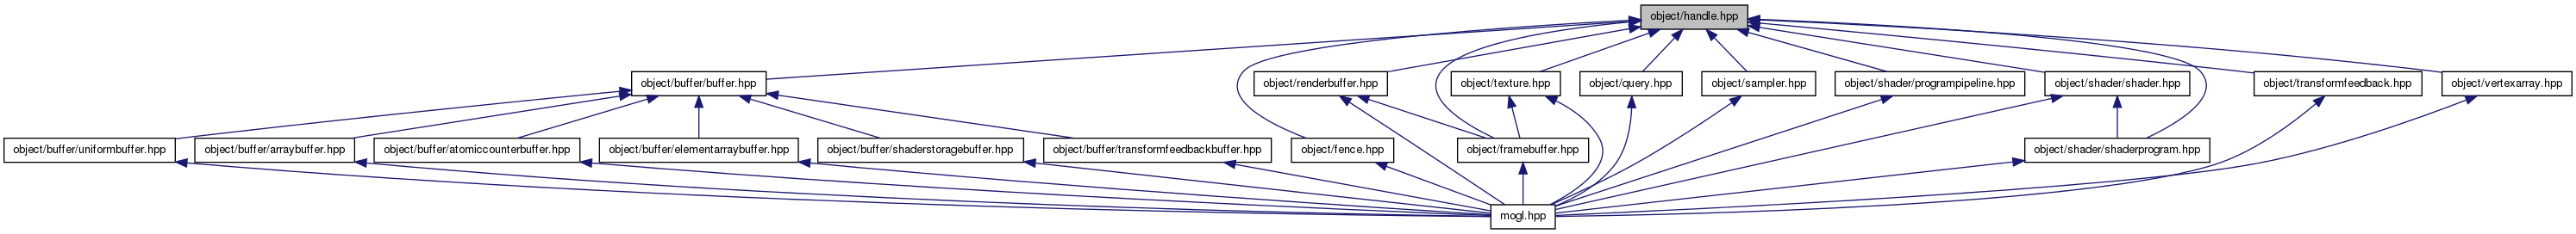 object/handle.hpp
object/buffer/buffer.hpp
object/renderbuffer.hpp
object/texture.hpp
object/query.hpp
object/sampler.hpp
object/shader/programpipeline.hpp
object/shader/shader.hpp
object/transformfeedback.hpp
object/vertexarray.hpp
object/buffer/uniformbuffer.hpp
object/buffer/arraybuffer.hpp
object/buffer/atomiccounterbuffer.hpp
object/buffer/elementarraybuffer.hpp
object/buffer/shaderstoragebuffer.hpp
object/buffer/transformfeedbackbuffer.hpp
object/fence.hpp
object/framebuffer.hpp
object/shader/shaderprogram.hpp
mogl.hpp